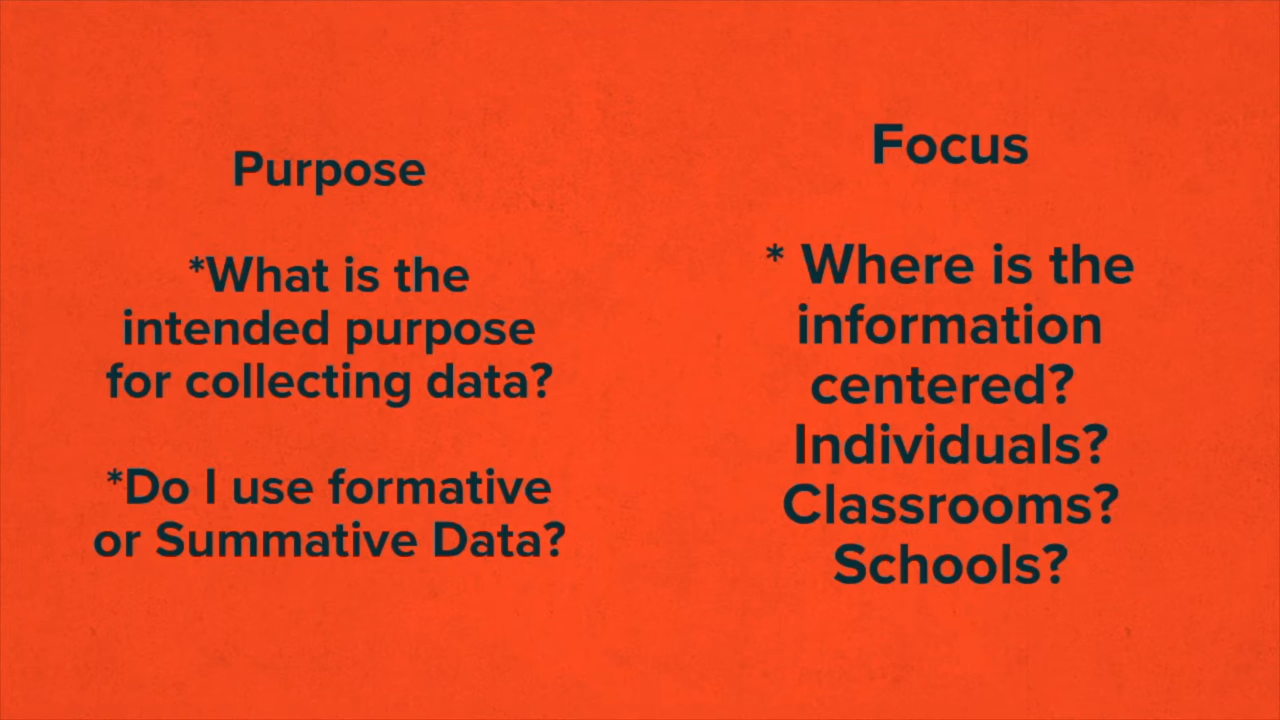 Purpose
*What is the
intended purpose
for collecting data?
*Do I use formative
or Summative Data?
Focus
* Where is the
information
centered?
Individuals?
Classrooms?
Schools?